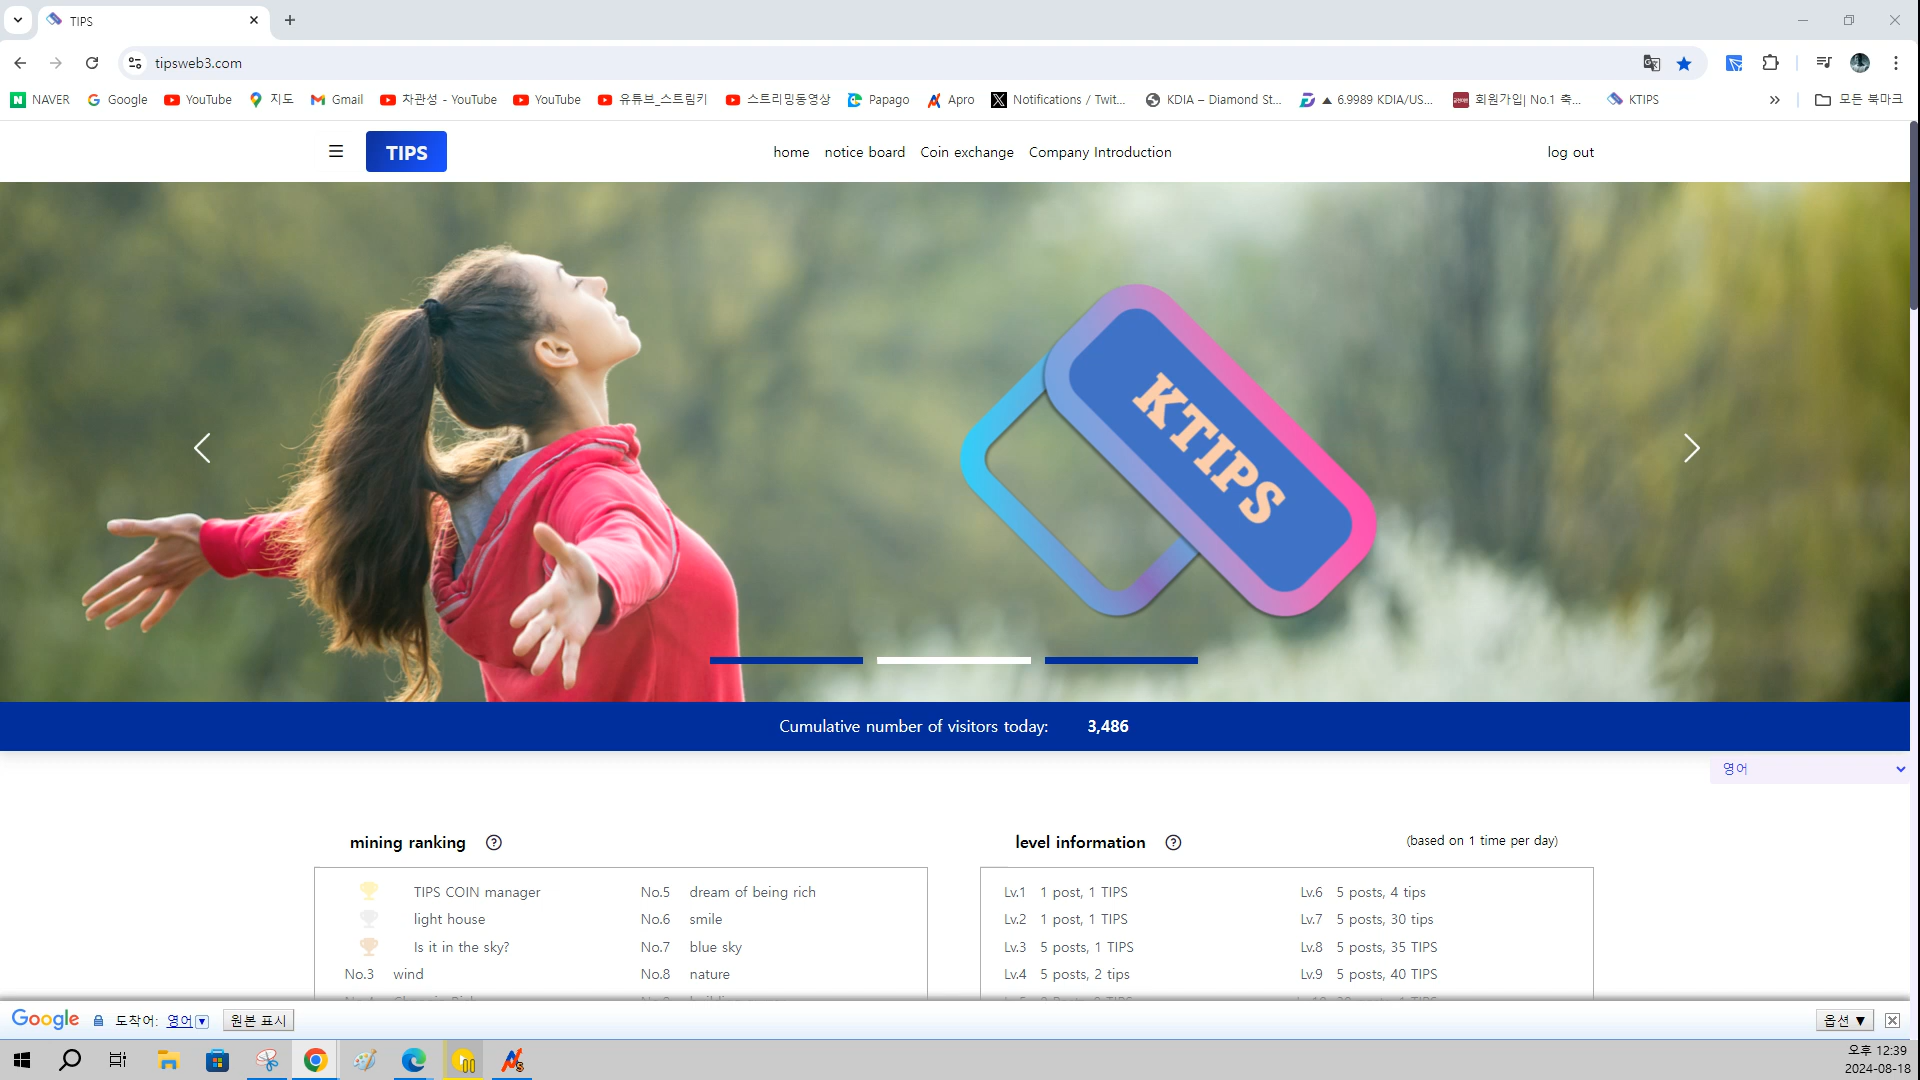 TIPS
tipsweb3.com
NAVER Google YouTube 지도 Gmail 차관성 - YouTube YouTube 유튜브_스트림키 스트리밍동영상 Papago Apro Notifications / Twit... KDIA – Diamond St... ▲ 6.9989 KDIA/US... 회원가입| No.1 축... KTIPS » 모든 북마크
TIPS home notice board Coin exchange Company Introduction log out
KTIPS
Cumulative number of visitors today: 3,486
영어
mining ranking
TIPS COIN manager No.5 dream of being rich
light house No.6 smile
Is it in the sky? No.7 blue sky
No.3 wind No.8 nature
level information (based on 1 time per day)
Lv.1 1 post, 1 TIPS Lv.6 5 posts, 4 tips
Lv.2 1 post, 1 TIPS Lv.7 5 posts, 30 tips
Lv.3 5 posts, 1 TIPS Lv.8 5 posts, 35 TIPS
Lv.4 5 posts, 2 tips Lv.9 5 posts, 40 TIPS
Google 도착어: 영어▼ 원본 표시 옵션 ▼
오후 12:39
2024-08-18